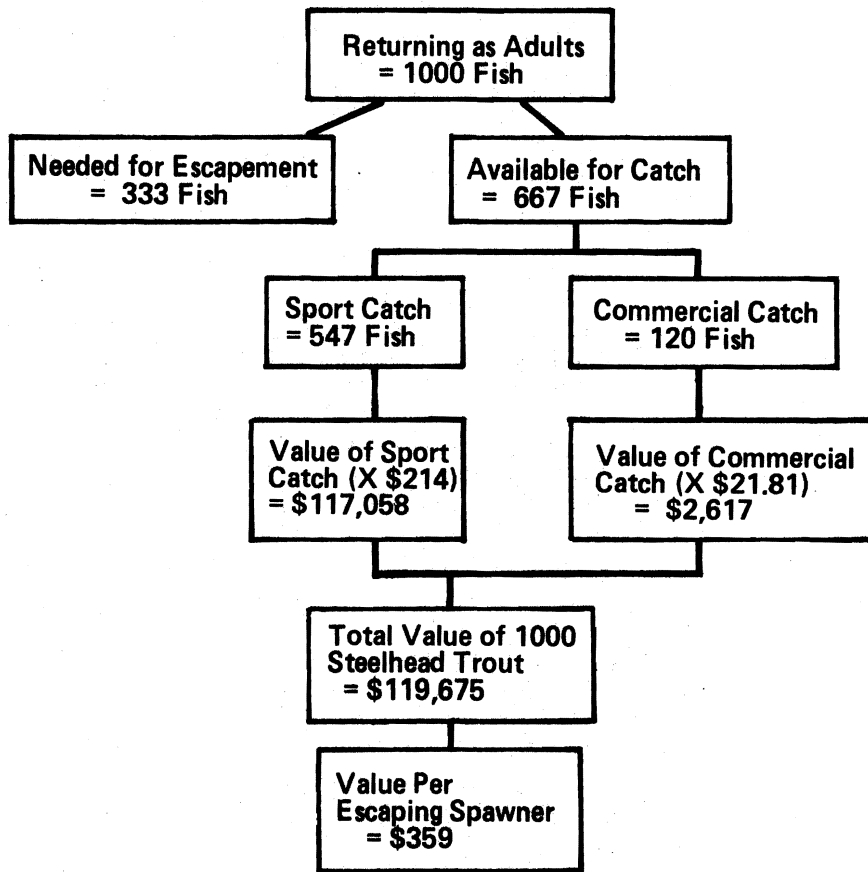 Returning as Adults
= 1000 Fish
Needed for Escapement
= 333 Fish
Available for Catch
= 667 Fish
Sport Catch
= 547 Fish
Commercial Catch
= 120 Fish
Value of Sport
Catch (X $214)
= $117,058
Value of Commercial
Catch (X $21.81)
= $2,617
Total Value of 1000
Steelhead Trout
= $119,675
Value Per
Escaping Spawner
= $359